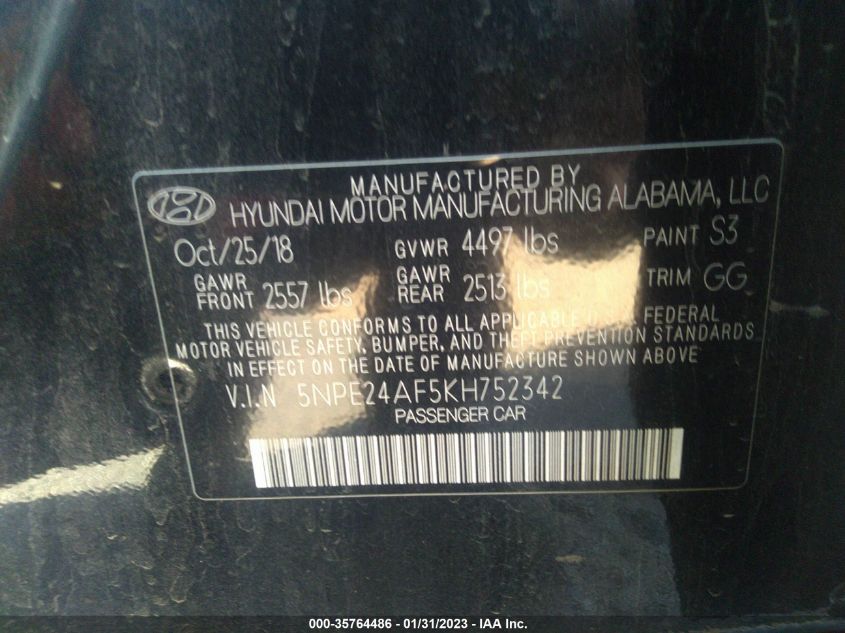 MANUFACTURED BY
HYUNDAI MOTOR MANUFACTURING ALABAMA, LLC
Oct/25/18 GVWR 4497 lbs PAINT S3
GAWR FRONT 2557 lbs GAWR REAR 2513 lbs TRIM GG
THIS VEHICLE CONFORMS TO ALL APPLICABLE U.S. FEDERAL
MOTOR VEHICLE SAFETY, BUMPER, AND THEFT PREVENTION STANDARDS
IN EFFECT ON THE DATE OF MANUFACTURE SHOWN ABOVE
V.I.N 5NPE24AF5KH752342
PASSENGER CAR
000-35764486 - 01/31/2023 - IAA Inc.